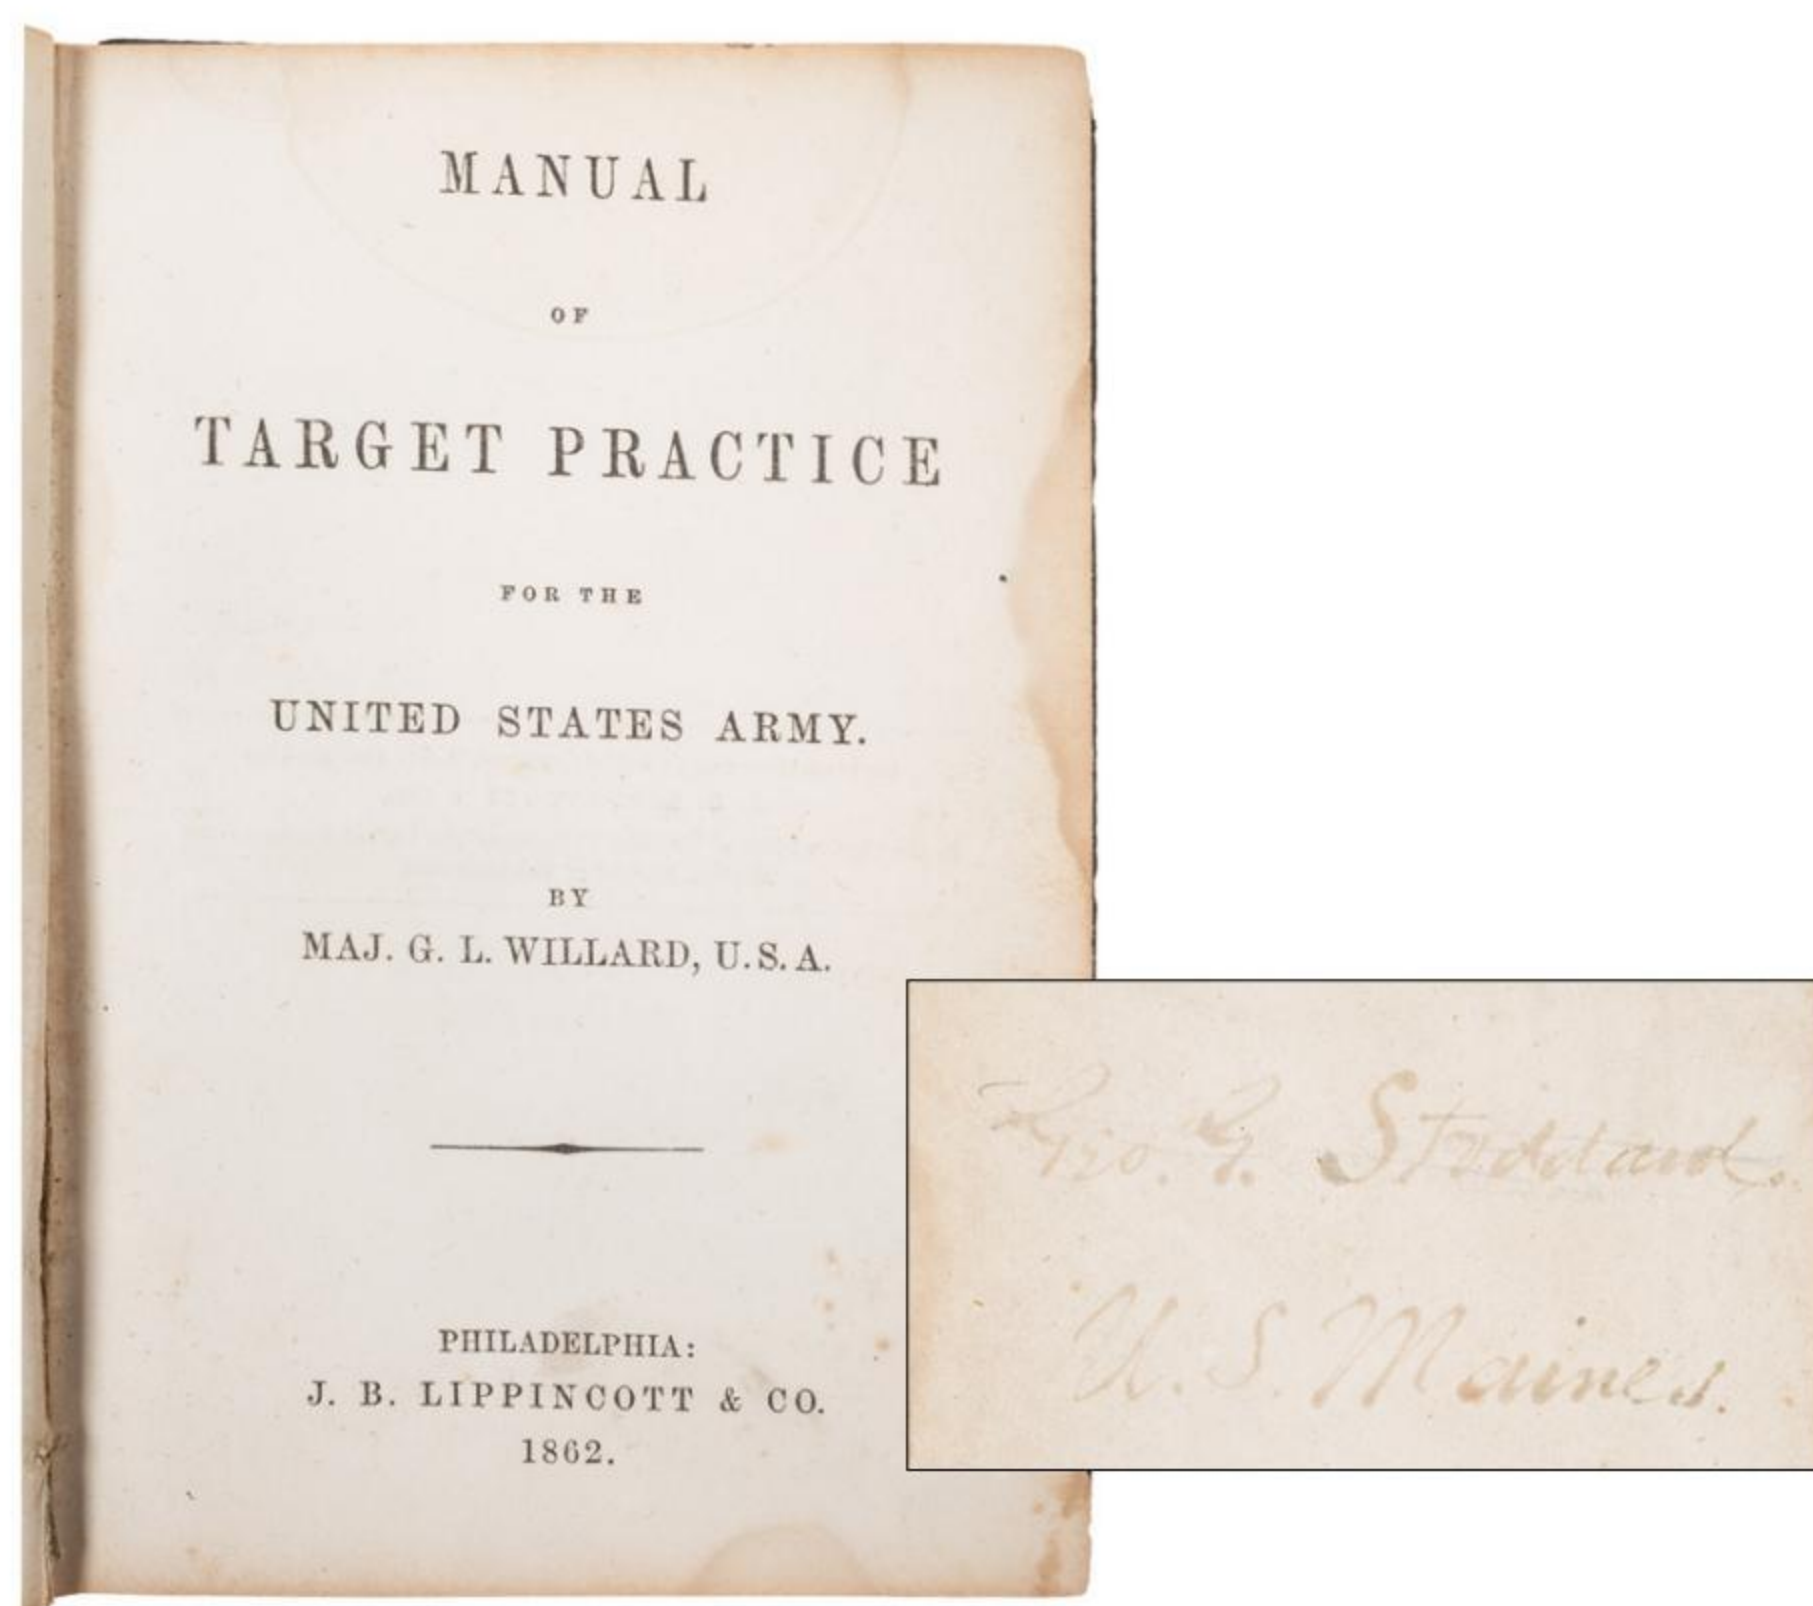 MANUAL
OF
TARGET PRACTICE
FOR THE
UNITED STATES ARMY.
BY
MAJ. G. L. WILLARD, U.S.A.
PHILADELPHIA:
J. B. LIPPINCOTT & CO.
1862.
Geo. G. Stoddard.
U. S. Marines.